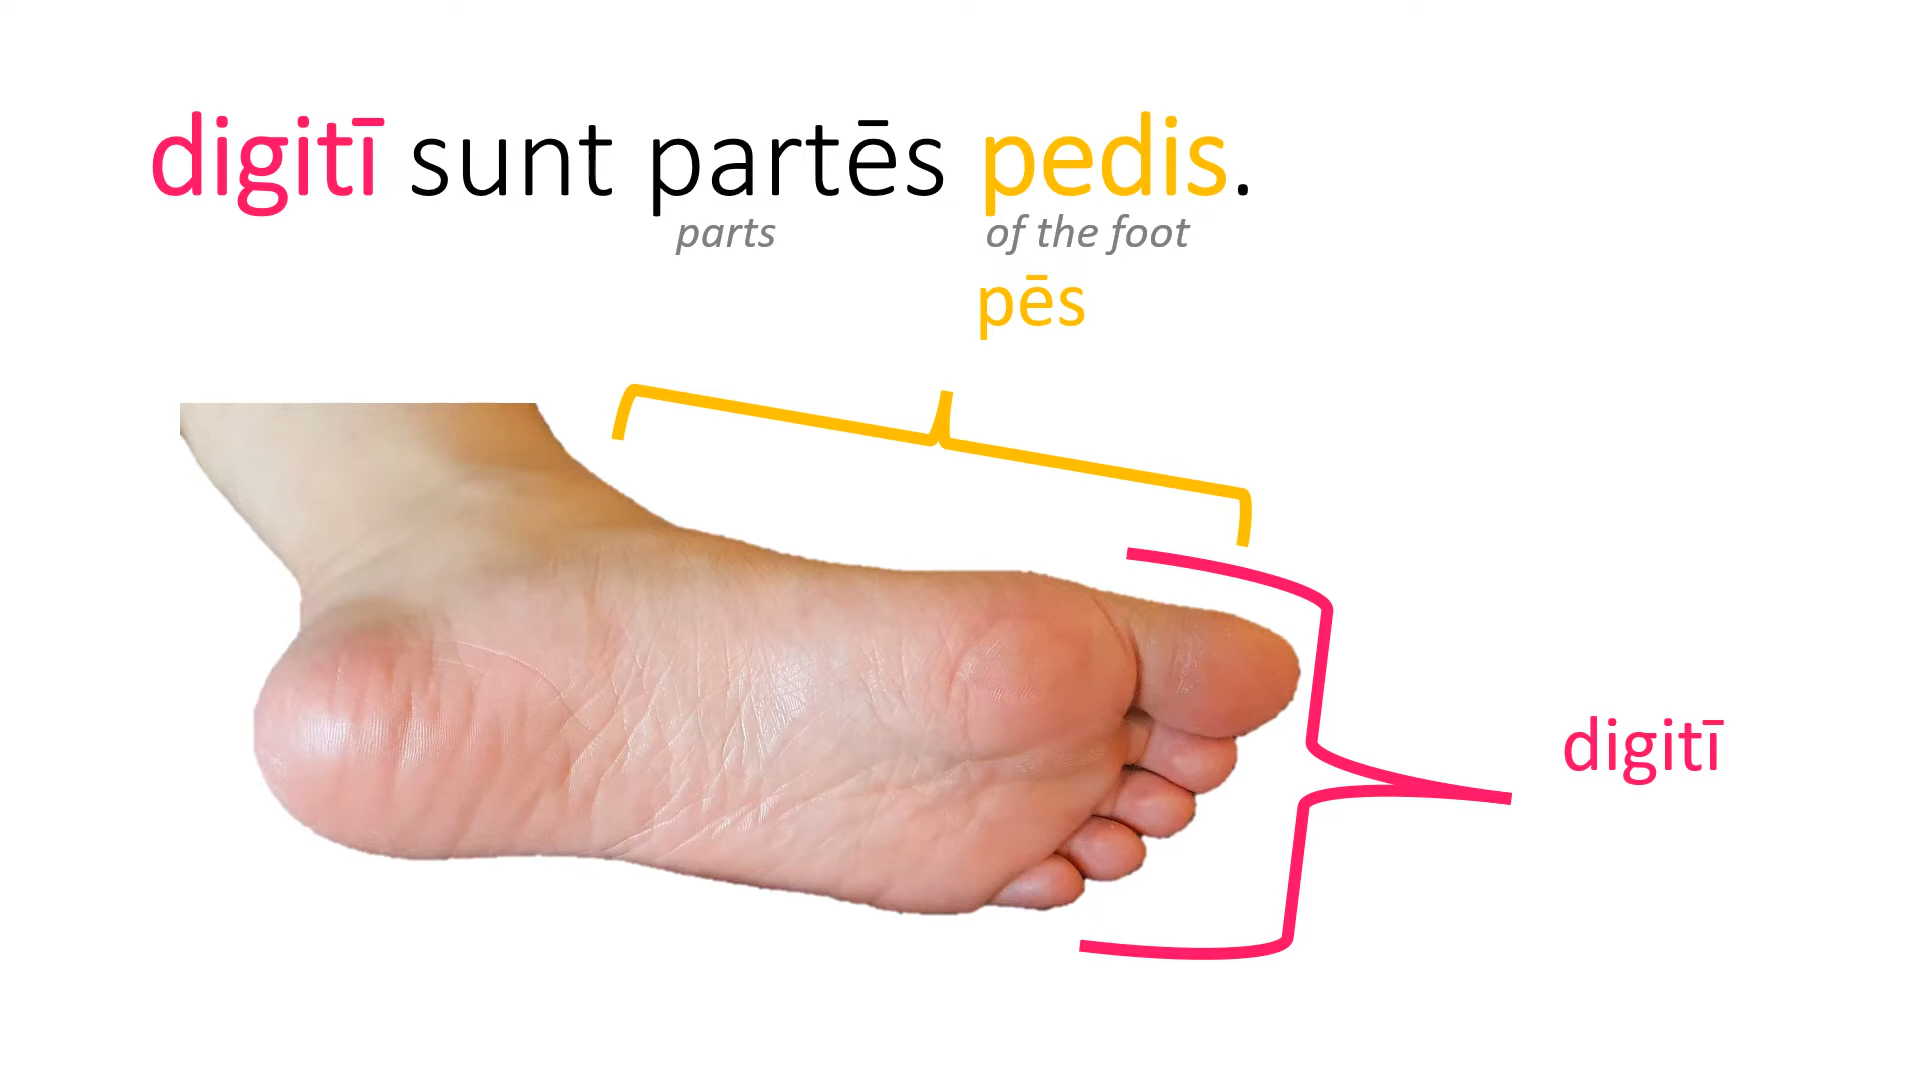 digitī sunt partēs pedis.
parts of the foot
pēs
digitī